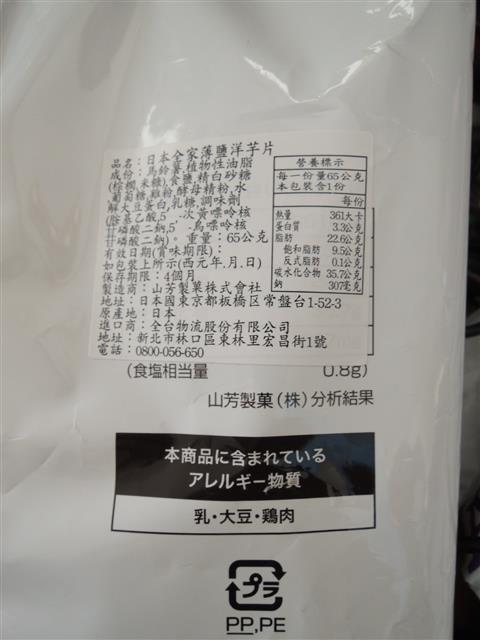 品名：日本全家薄鹽洋芋片
成份：馬鈴薯,植物性油脂
(棕櫚,米糠),食鹽精白砂糖
葡萄糖,雞粉,酵母精粉,水
解大豆蛋白,乳糖,調味劑
(胺基乙酸,5´-次黃嘌呤核
甘磷酸二鈉,5´-鳥嘌呤核
甘磷酸二鈉)。重量：65公克
有效日期(賞味期限)：
如包裝上所示(西元年.月.日)
保存期限：4個月
製造商：山芳製菓株式會社
地址：日本國東京都板橋区常盤台1-52-3
原產地：日本
進口商：全台物流股份有限公司
地址：新北市林口區東林里宏昌街1號
電話：0800-056-650
營養標示
每一份量65公克
本包裝含1份
每份
熱量 361大卡
蛋白質 3.3公克
脂肪 22.6公克
飽和脂肪 9.5公克
反式脂肪 0.1公克
碳水化合物 35.7公克
鈉 307毫克
(食塩相当量 0.8g)
山芳製菓(株)分析結果
本商品に含まれている
アレルギー物質
乳・大豆・鶏肉
プラ
PP,PE